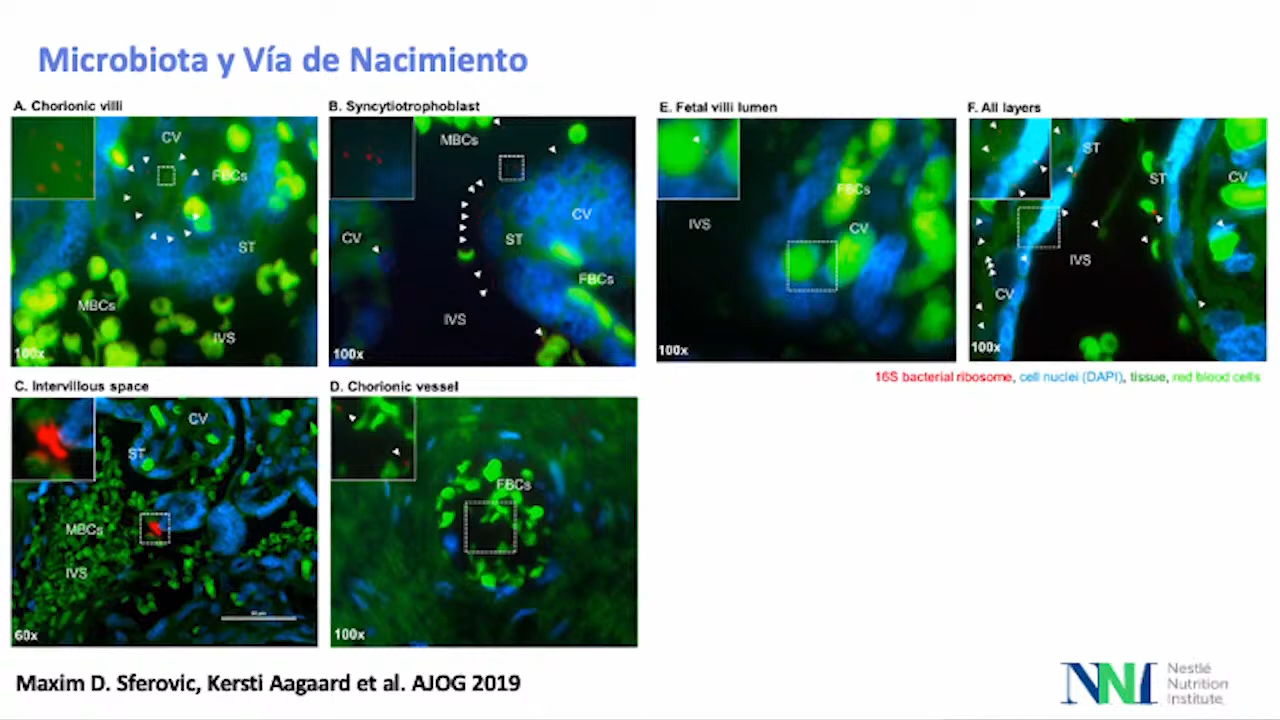 Microbiota y Vía de Nacimiento
A. Chorionic villi
CV
FBCs
ST
MBCs
IVS
100x
B. Syncytiotrophoblast
MBCs
CV
CV
ST
FBCs
IVS
100x
E. Fetal villi lumen
FBCs
IVS
CV
100x
F. All layers
ST
ST
CV
IVS
CV
100x
16S bacterial ribosome, cell nuclei (DAPI), tissue, red blood cells
C. Intervillous space
CV
ST
MBCs
IVS
60x
D. Chorionic vessel
FBCs
100x
Maxim D. Sferovic, Kersti Aagaard et al. AJOG 2019
NNI
Nestlé
Nutrition
Institute